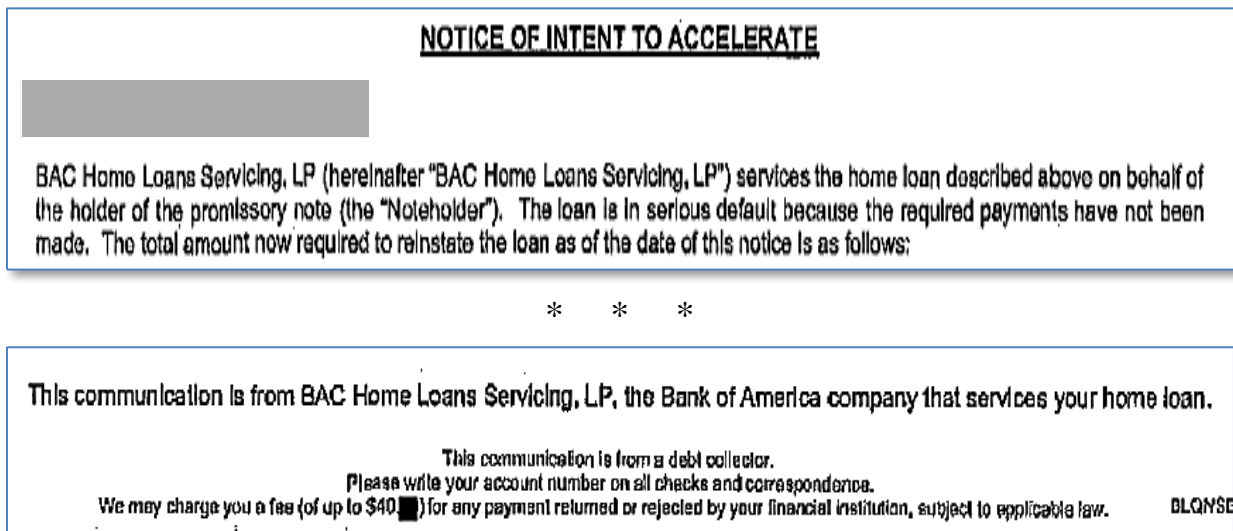 NOTICE OF INTENT TO ACCELERATE
BAC Home Loans Servicing, LP (hereinafter "BAC Home Loans Servicing, LP") services the home loan described above on behalf of
the holder of the promissory note (the "Noteholder"). The loan is in serious default because the required payments have not been
made. The total amount now required to reinstate the loan as of the date of this notice is as follows:
* * *
This communication is from BAC Home Loans Servicing, LP, the Bank of America company that services your home loan.
This communication is from a debt collector.
Please write your account number on all checks and correspondence.
We may charge you a fee (of up to $40. ) for any payment returned or rejected by your financial institution, subject to applicable law.